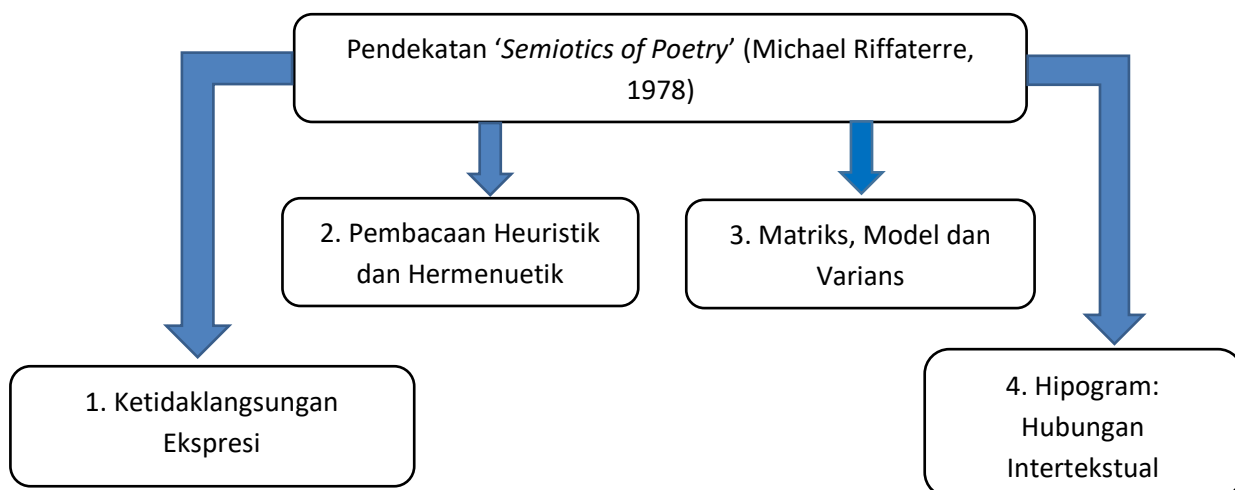 Pendekatan ‘Semiotics of Poetry’ (Michael Riffaterre,
1978)
2. Pembacaan Heuristik
dan Hermenuetik
3. Matriks, Model dan
Varians
1. Ketidaklangsungan
Ekspresi
4. Hipogram:
Hubungan
Intertekstual